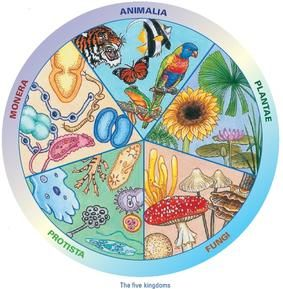 ANIMALIA
PLANTAE
FUNGI
PROTISTA
MONERA
The five kingdoms